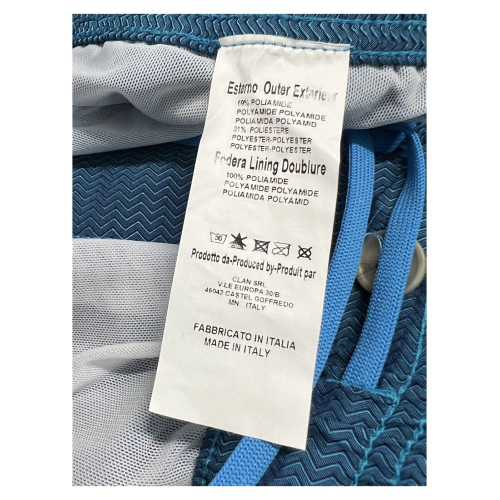 Esterno Outer Exterieur
69% POLIAMIDE
POLYAMIDE POLYAMIDE
POLIAMIDA POLYAMID
31% POLIESTERE
POLYESTER-POLYESTER
POLYESTER-POLYESTER
Fodera Lining Doublure
100% POLIAMIDE
POLYAMIDE POLYAMIDE
POLIAMIDA POLYAMID
30
Prodotto da-Produced by-Produit par
CLAN SRL
V.LE EUROPA 30/B
46042 CASTEL GOFFREDO
MN ITALY
FABBRICATO IN ITALIA
MADE IN ITALY